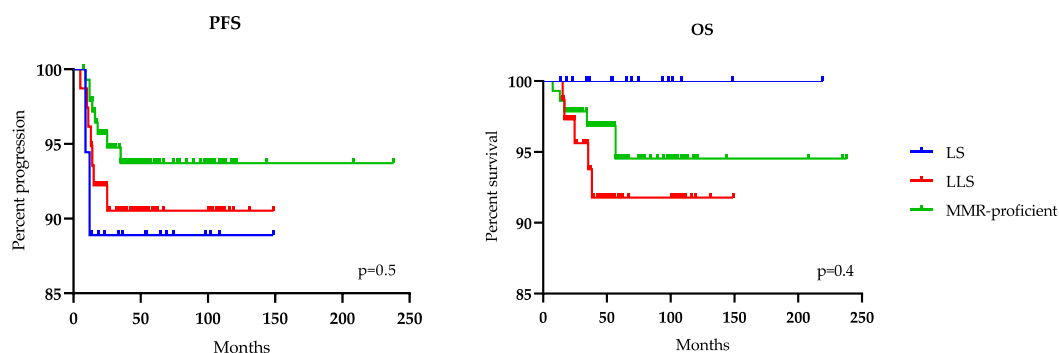 PFS
100
95
90
85
0
50
100
150
200
250
Percent progression
Months
p=0.5
OS
100
95
90
85
0
50
100
150
200
250
Percent survival
Months
p=0.4
LS
LLS
MMR-proficient